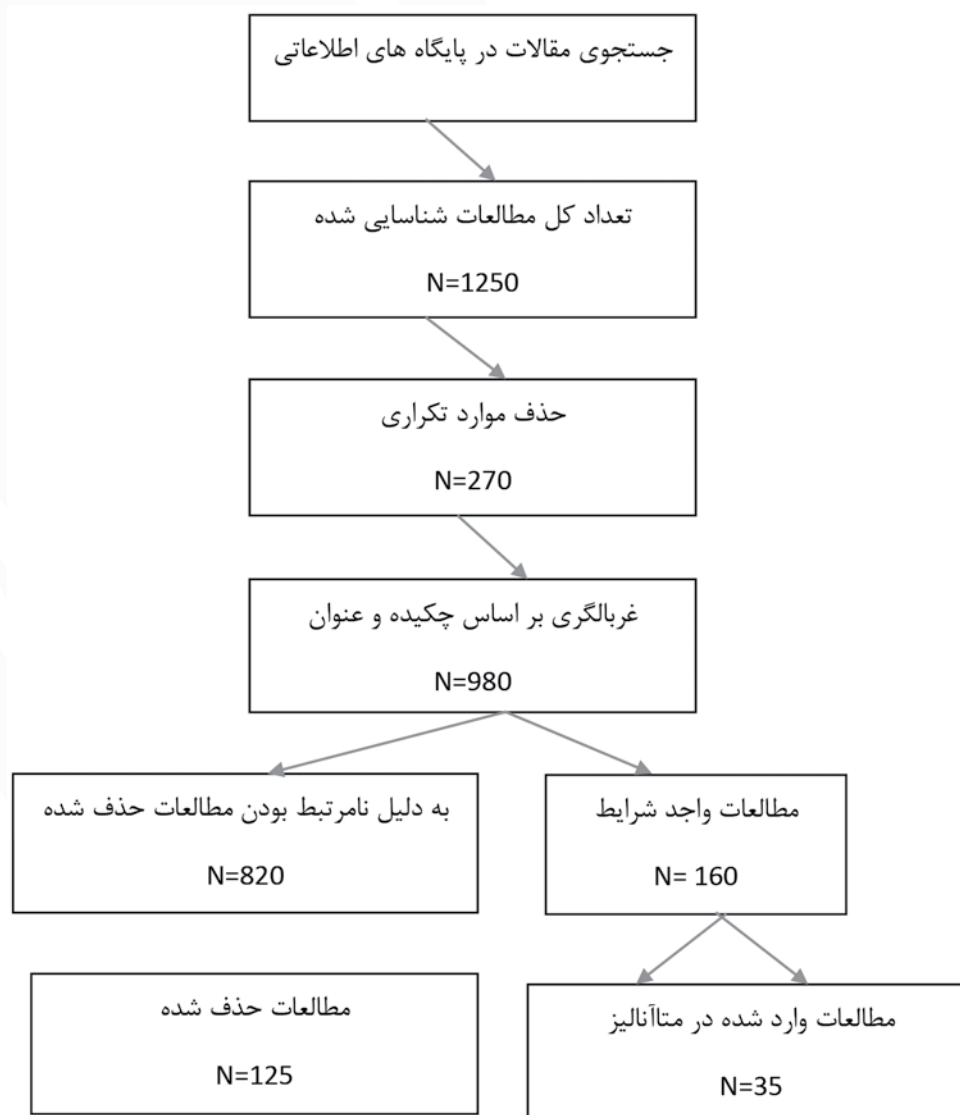 جستجوی مقالات در پایگاه های اطلاعاتی
تعداد کل مطالعات شناسایی شده
N=1250
حذف موارد تکراری
N=270
غربالگری بر اساس چکیده و عنوان
N=980
مطالعات واجد شرایط
N= 160
به دلیل نامرتبط بودن مطالعات حذف شده
N=820
مطالعات وارد شده در متاآنالیز
N=35
مطالعات حذف شده
N=125